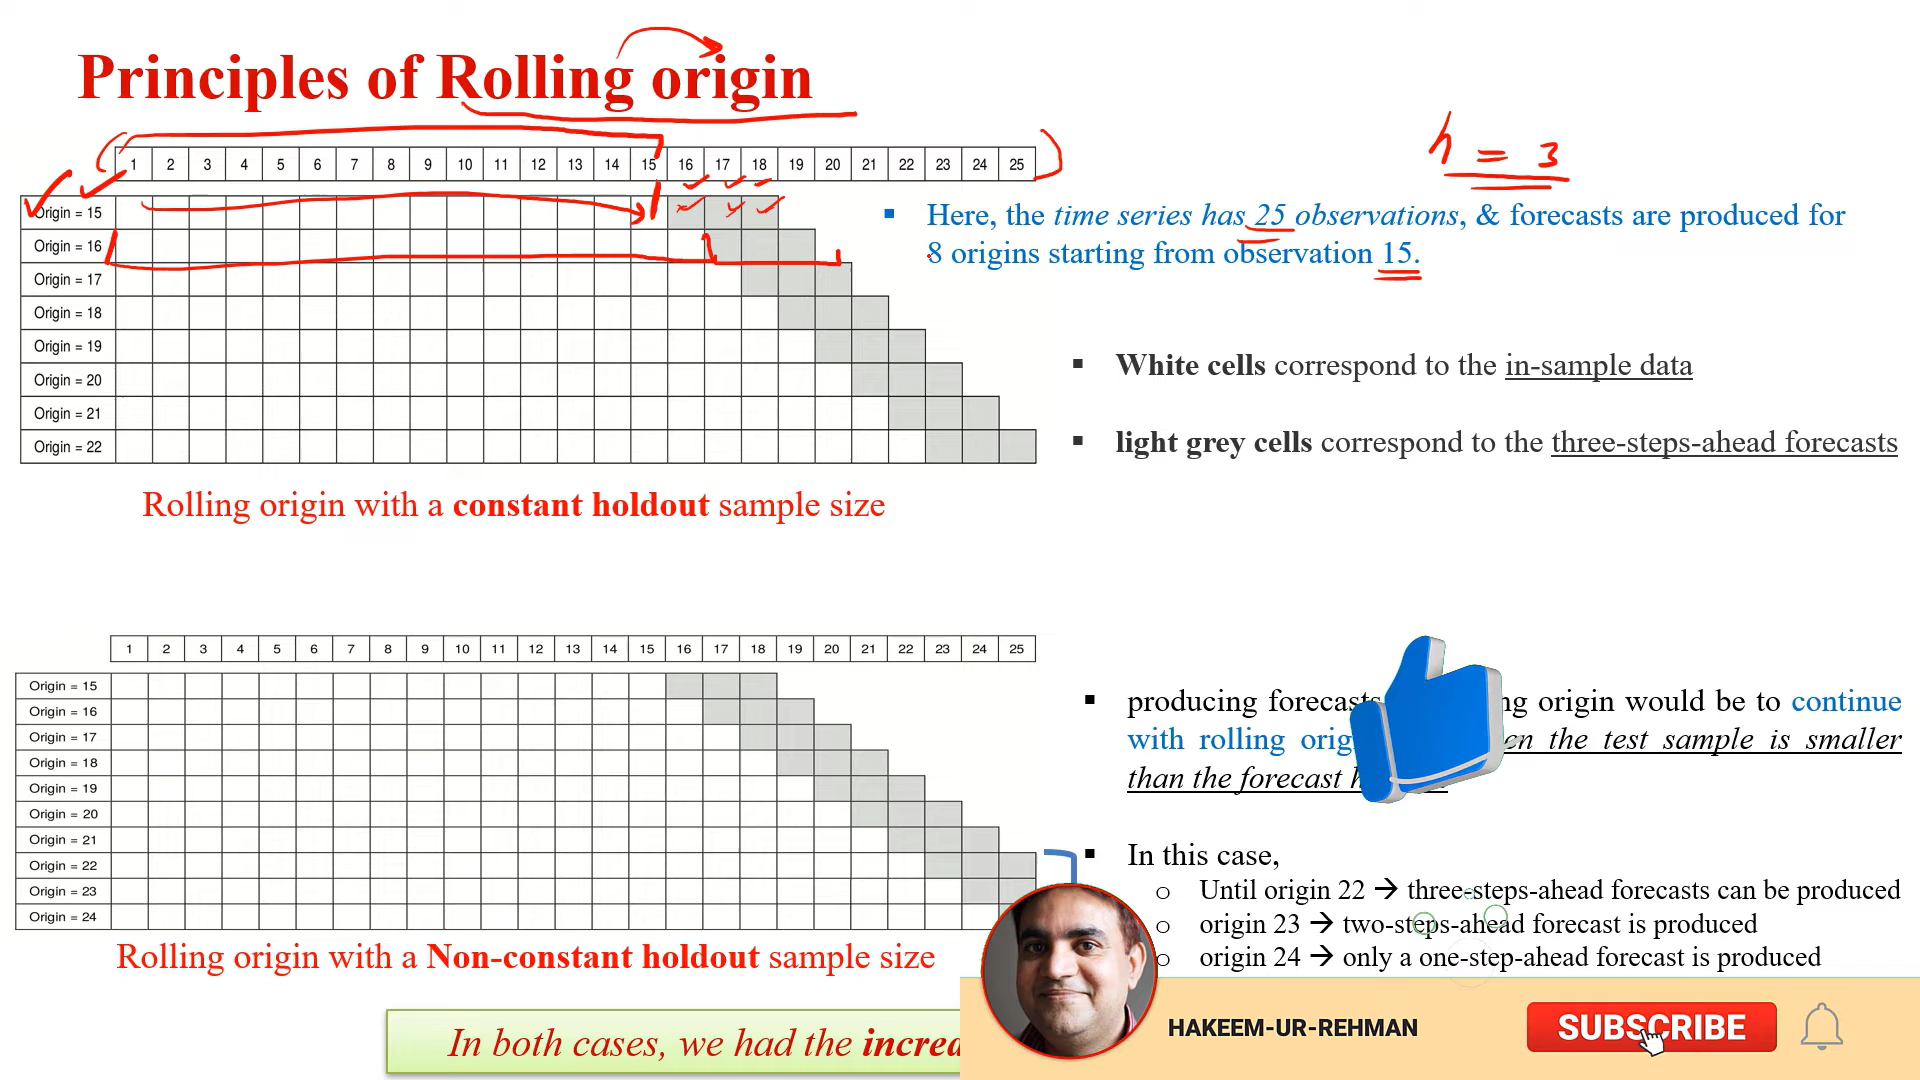 Principles of Rolling origin
h = 3
1 2 3 4 5 6 7 8 9 10 11 12 13 14 15 16 17 18 19 20 21 22 23 24 25
Origin = 15
Origin = 16
Origin = 17
Origin = 18
Origin = 19
Origin = 20
Origin = 21
Origin = 22
Rolling origin with a constant holdout sample size
▪ Here, the time series has 25 observations, & forecasts are produced for
8 origins starting from observation 15.
▪ White cells correspond to the in-sample data
▪ light grey cells correspond to the three-steps-ahead forecasts
1 2 3 4 5 6 7 8 9 10 11 12 13 14 15 16 17 18 19 20 21 22 23 24 25
Origin = 15
Origin = 16
Origin = 17
Origin = 18
Origin = 19
Origin = 20
Origin = 21
Origin = 22
Origin = 23
Origin = 24
Rolling origin with a Non-constant holdout sample size
▪ producing forecasts origin would be to continue
with rolling the test sample is smaller
than the forecast
▪ In this case,
o Until origin 22 → three-steps-ahead forecasts can be produced
o origin 23 → two-steps-ahead forecast is produced
o origin 24 → only a one-step-ahead forecast is produced
In both cases, we had the
HAKEEM-UR-REHMAN
SUBSCRIBE